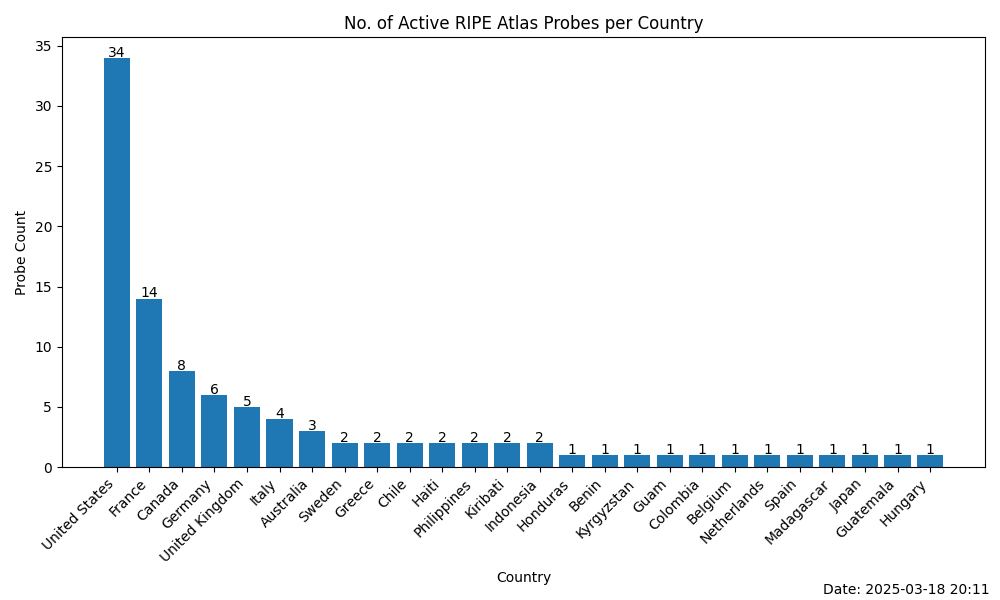 No. of Active RIPE Atlas Probes per Country
Probe Count
35
30
25
20
15
10
5
0
34
14
8
6
5
4
3
2
2
2
2
2
2
2
1
1
1
1
1
1
1
1
1
1
1
1
United States
France
Canada
Germany
United Kingdom
Italy
Australia
Sweden
Greece
Chile
Haiti
Philippines
Kiribati
Indonesia
Honduras
Benin
Kyrgyzstan
Guam
Colombia
Belgium
Netherlands
Spain
Madagascar
Japan
Guatemala
Hungary
Country
Date: 2025-03-18 20:11